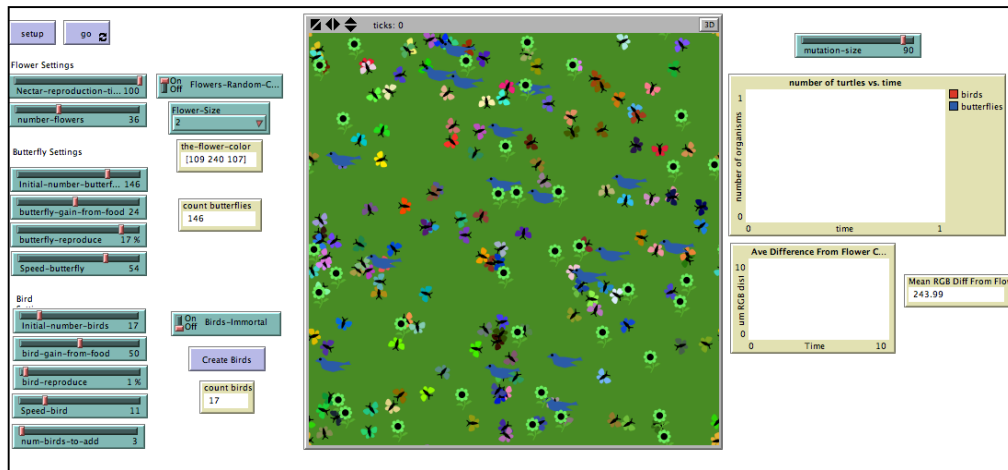 setup
go
ticks: 0
3D
mutation-size 90
Flower Settings
Nectar-reproduction-ti... 100
On
Off
Flowers-Random-C...
number-flowers 36
Flower-Size
2
the-flower-color
[109 240 107]
Butterfly Settings
Initial-number-butterf... 146
butterfly-gain-from-food 24
count butterflies
146
butterfly-reproduce 17 %
Speed-butterfly 54
Bird
Initial-number-birds 17
On
Off
Birds-Immortal
bird-gain-from-food 50
Create Birds
bird-reproduce 1 %
count birds
17
Speed-bird 11
num-birds-to-add 3
number of turtles vs. time
number of organisms
1
0
0
time
1
birds
butterflies
Ave Difference From Flower C...
um RGB dist
10
0
0
Time
10
Mean RGB Diff From Flo
243.99